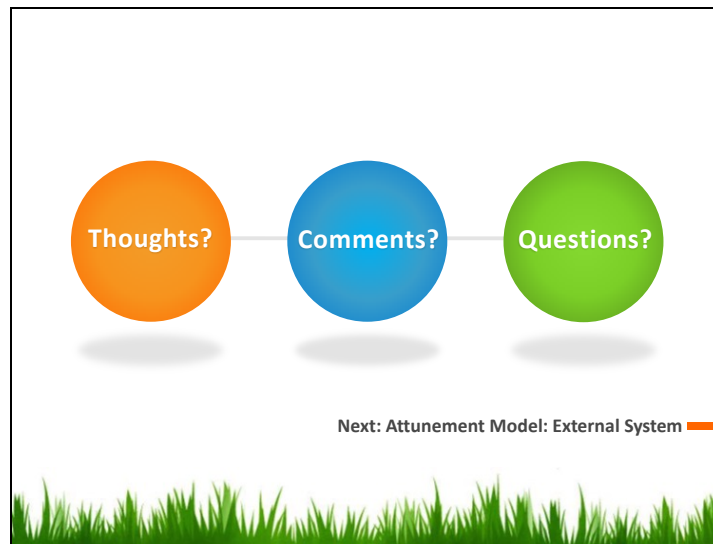 Thoughts?
Comments?
Questions?
Next: Attunement Model: External System